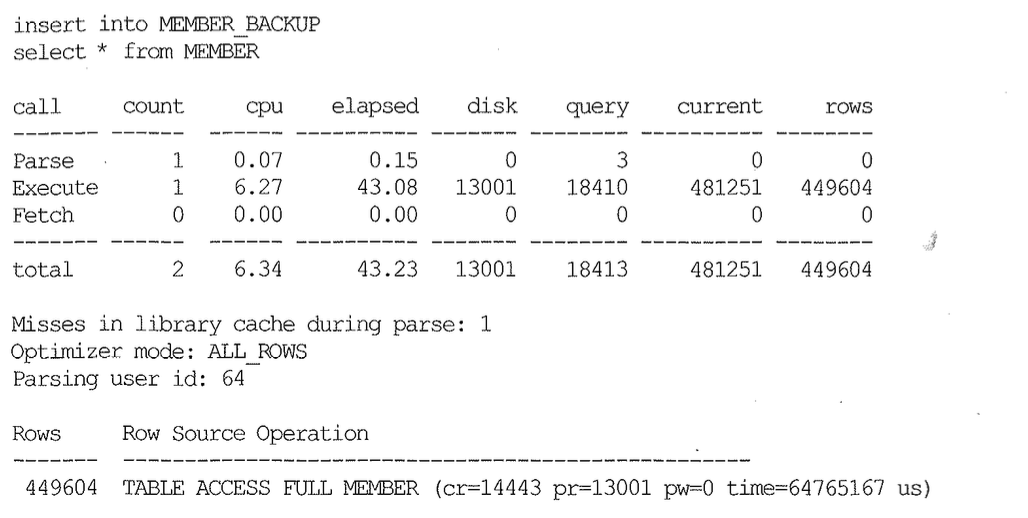 insert into MEMBER_BACKUP
select * from MEMBER
call count cpu elapsed disk query current rows
------- ------ ------ ---------- ------- -------- ---------- --------
Parse 1 0.07 0.15 0 3 0 0
Execute 1 6.27 43.08 13001 18410 481251 449604
Fetch 0 0.00 0.00 0 0 0 0
------- ------ ------ ---------- ------- -------- ---------- --------
total 2 6.34 43.23 13001 18413 481251 449604
Misses in library cache during parse: 1
Optimizer mode: ALL_ROWS
Parsing user id: 64
Rows Row Source Operation
------- ---------------------------------------------------
449604 TABLE ACCESS FULL MEMBER (cr=14443 pr=13001 pw=0 time=64765167 us)